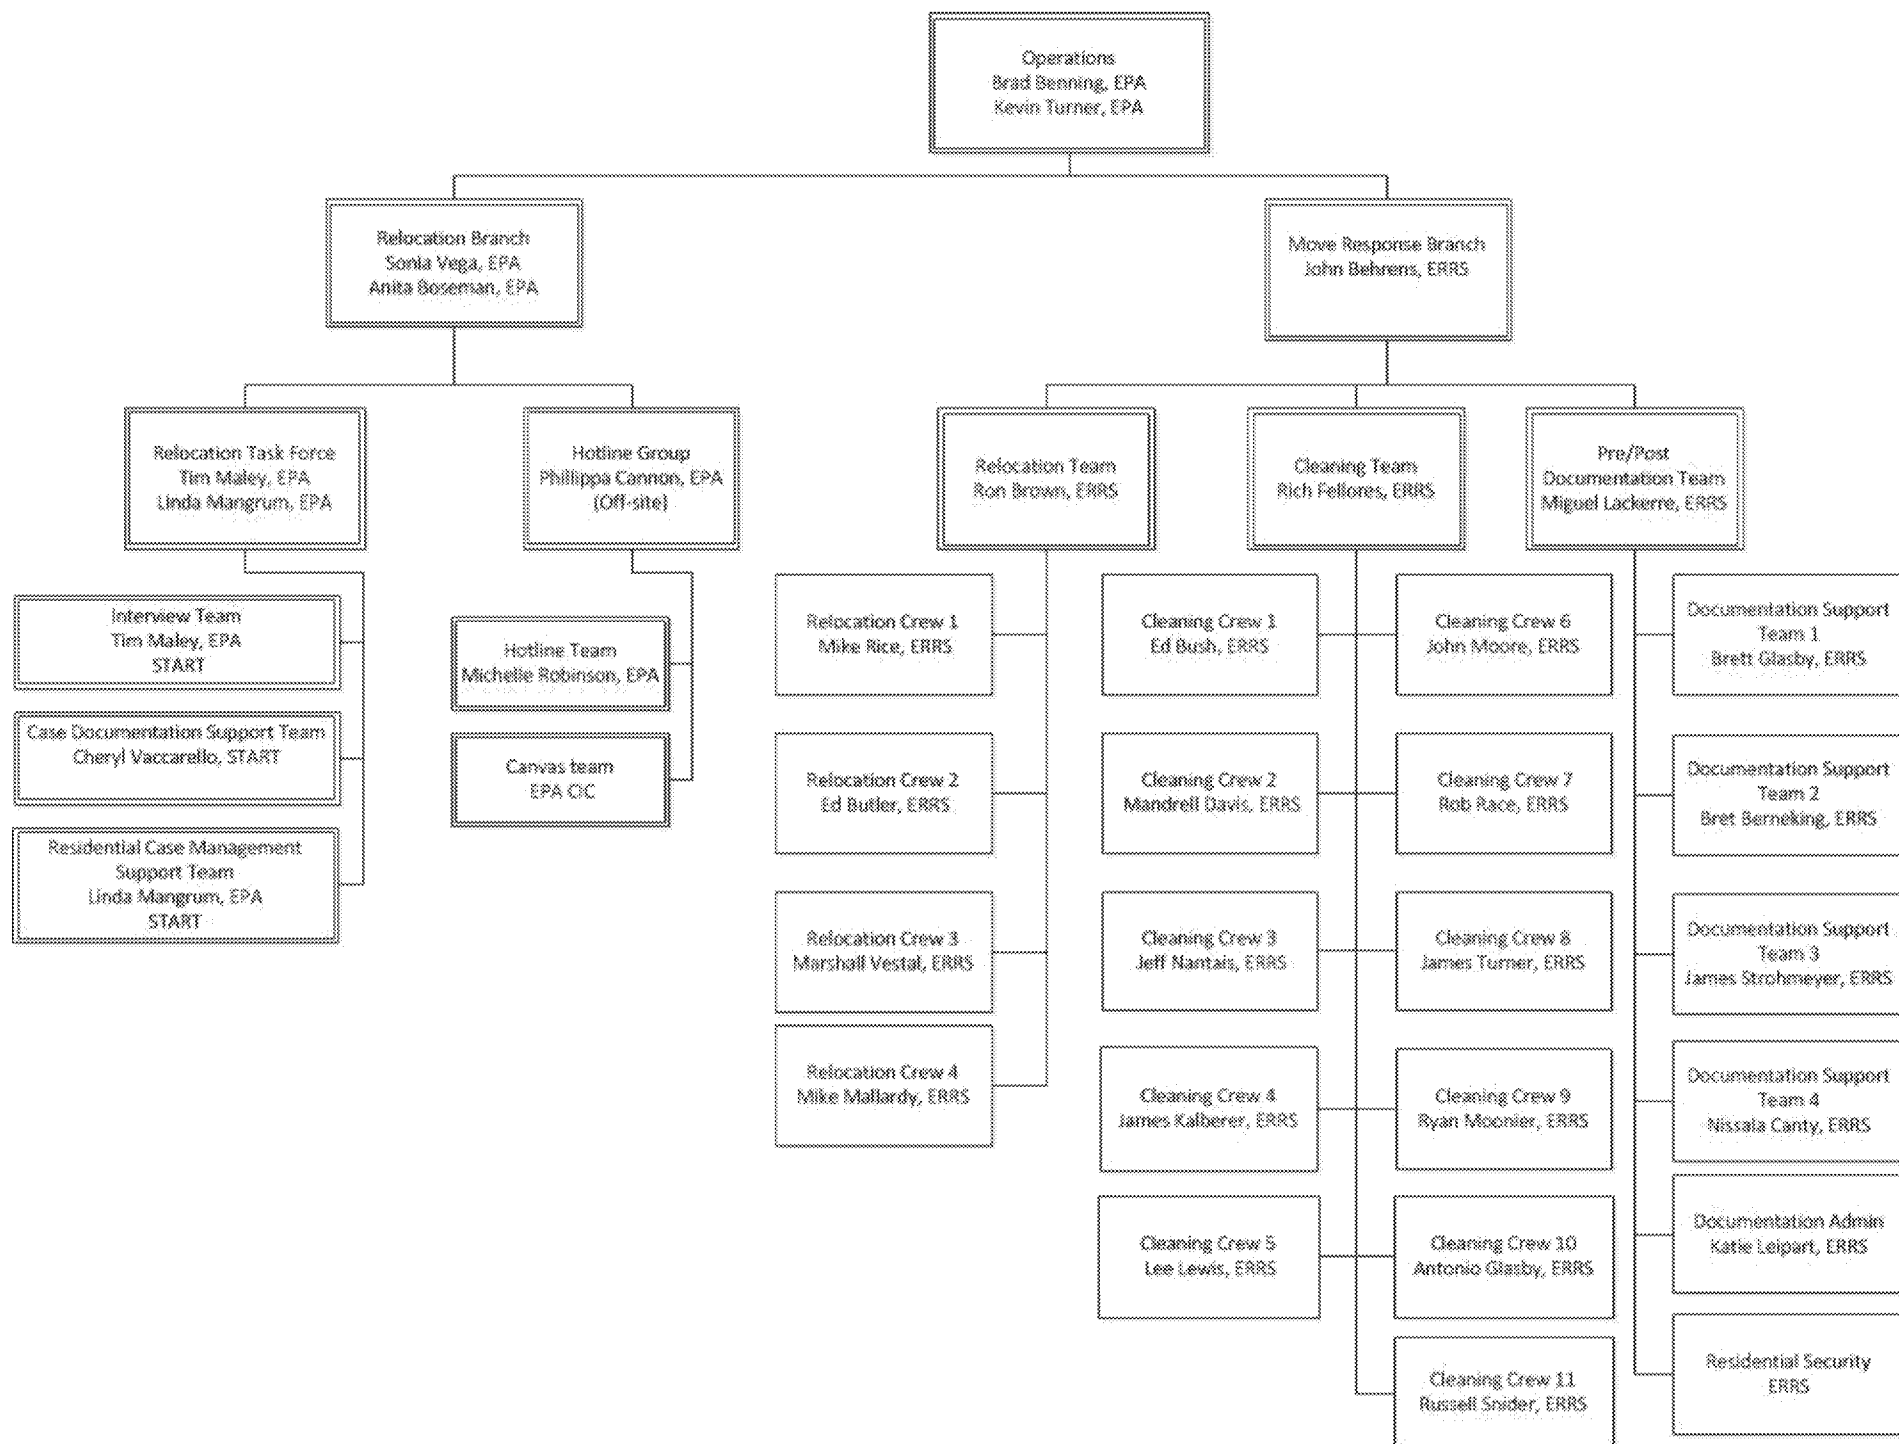 Operations
Brad Benning, EPA
Kevin Turner, EPA
Relocation Branch
Sonia Vega, EPA
Anita Boseman, EPA
Move Response Branch
John Behrens, ERRS
Relocation Task Force
Tim Maley, EPA
Linda Mangrum, EPA
Hotline Group
Phillippa Cannon, EPA
(Off-site)
Relocation Team
Ron Brown, ERRS
Cleaning Team
Rich Fellores, ERRS
Pre/Post
Documentation Team
Miguel Lackerre, ERRS
Interview Team
Tim Maley, EPA
START
Case Documentation Support Team
Cheryl Vaccarello, START
Residential Case Management
Support Team
Linda Mangrum, EPA
START
Hotline Team
Michelle Robinson, EPA
Canvas team
EPA CIC
Relocation Crew 1
Mike Rice, ERRS
Relocation Crew 2
Ed Butler, ERRS
Relocation Crew 3
Marshall Vestal, ERRS
Relocation Crew 4
Mike Mallardy, ERRS
Cleaning Crew 1
Ed Bush, ERRS
Cleaning Crew 2
Mandrell Davis, ERRS
Cleaning Crew 3
Jeff Nantais, ERRS
Cleaning Crew 4
James Kalberer, ERRS
Cleaning Crew 5
Lee Lewis, ERRS
Cleaning Crew 6
John Moore, ERRS
Cleaning Crew 7
Rob Race, ERRS
Cleaning Crew 8
James Turner, ERRS
Cleaning Crew 9
Ryan Moonier, ERRS
Cleaning Crew 10
Antonio Glasby, ERRS
Cleaning Crew 11
Russell Snider, ERRS
Documentation Support
Team 1
Brett Glasby, ERRS
Documentation Support
Team 2
Bret Berneking, ERRS
Documentation Support
Team 3
James Strohmeyer, ERRS
Documentation Support
Team 4
Nissala Canty, ERRS
Documentation Admin
Katie Leipart, ERRS
Residential Security
ERRS